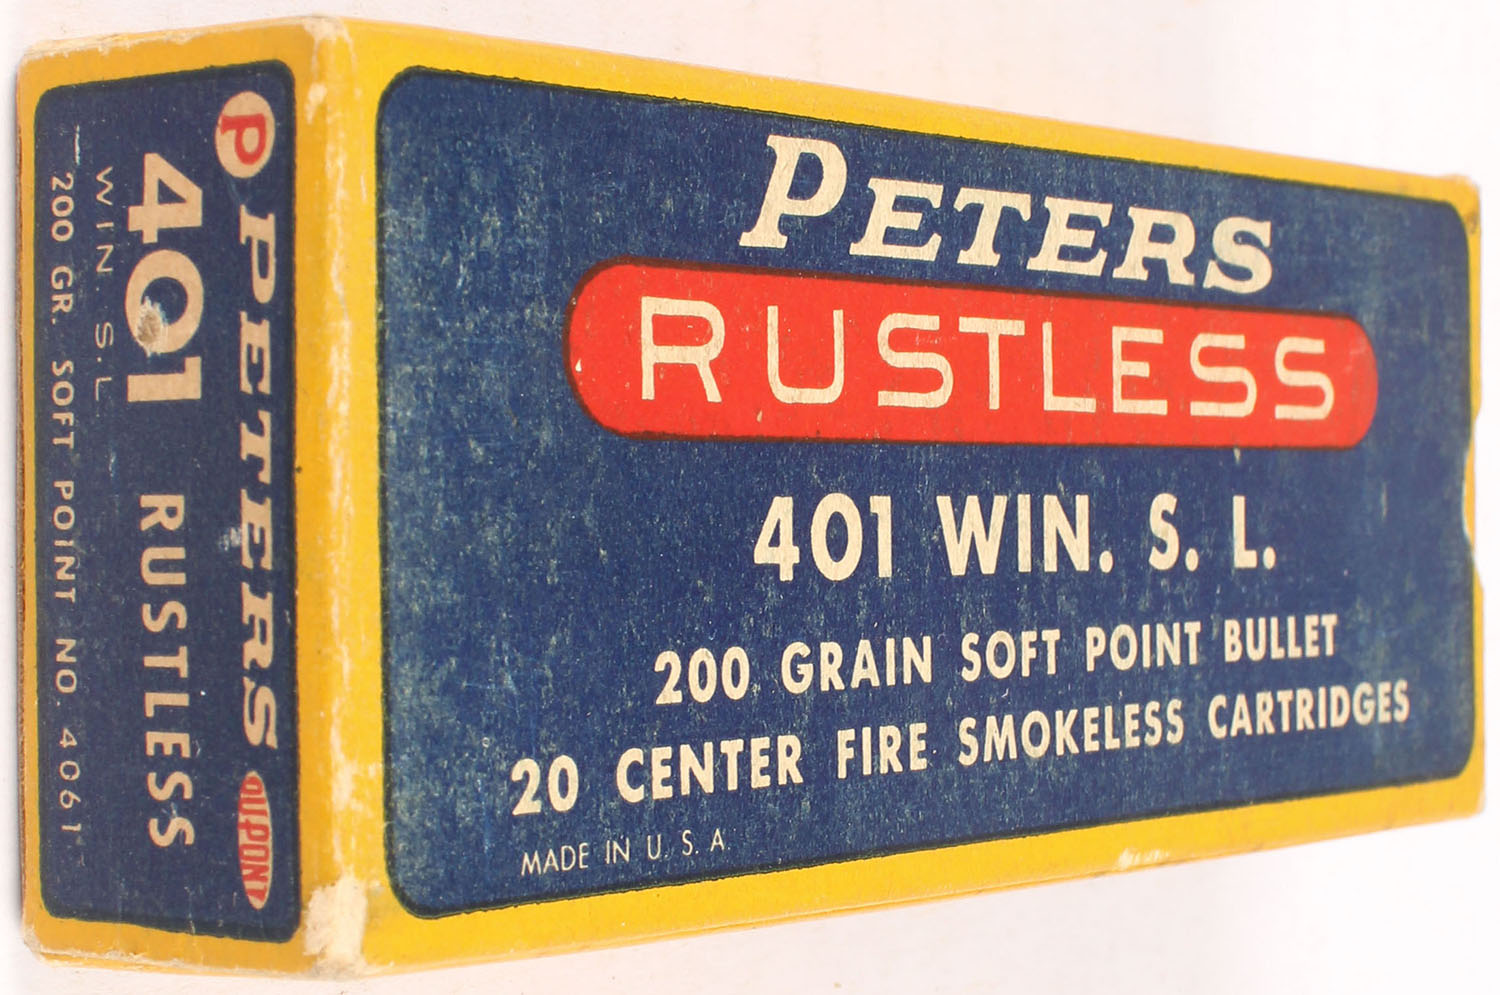 PETERS
RUSTLESS
401 WIN. S. L.
200 GRAIN SOFT POINT BULLET
20 CENTER FIRE SMOKELESS CARTRIDGES
MADE IN U. S. A.
P PETERS DUPONT
401 RUSTLESS
WIN. S.L.
200 GR. SOFT POINT NO. 4061